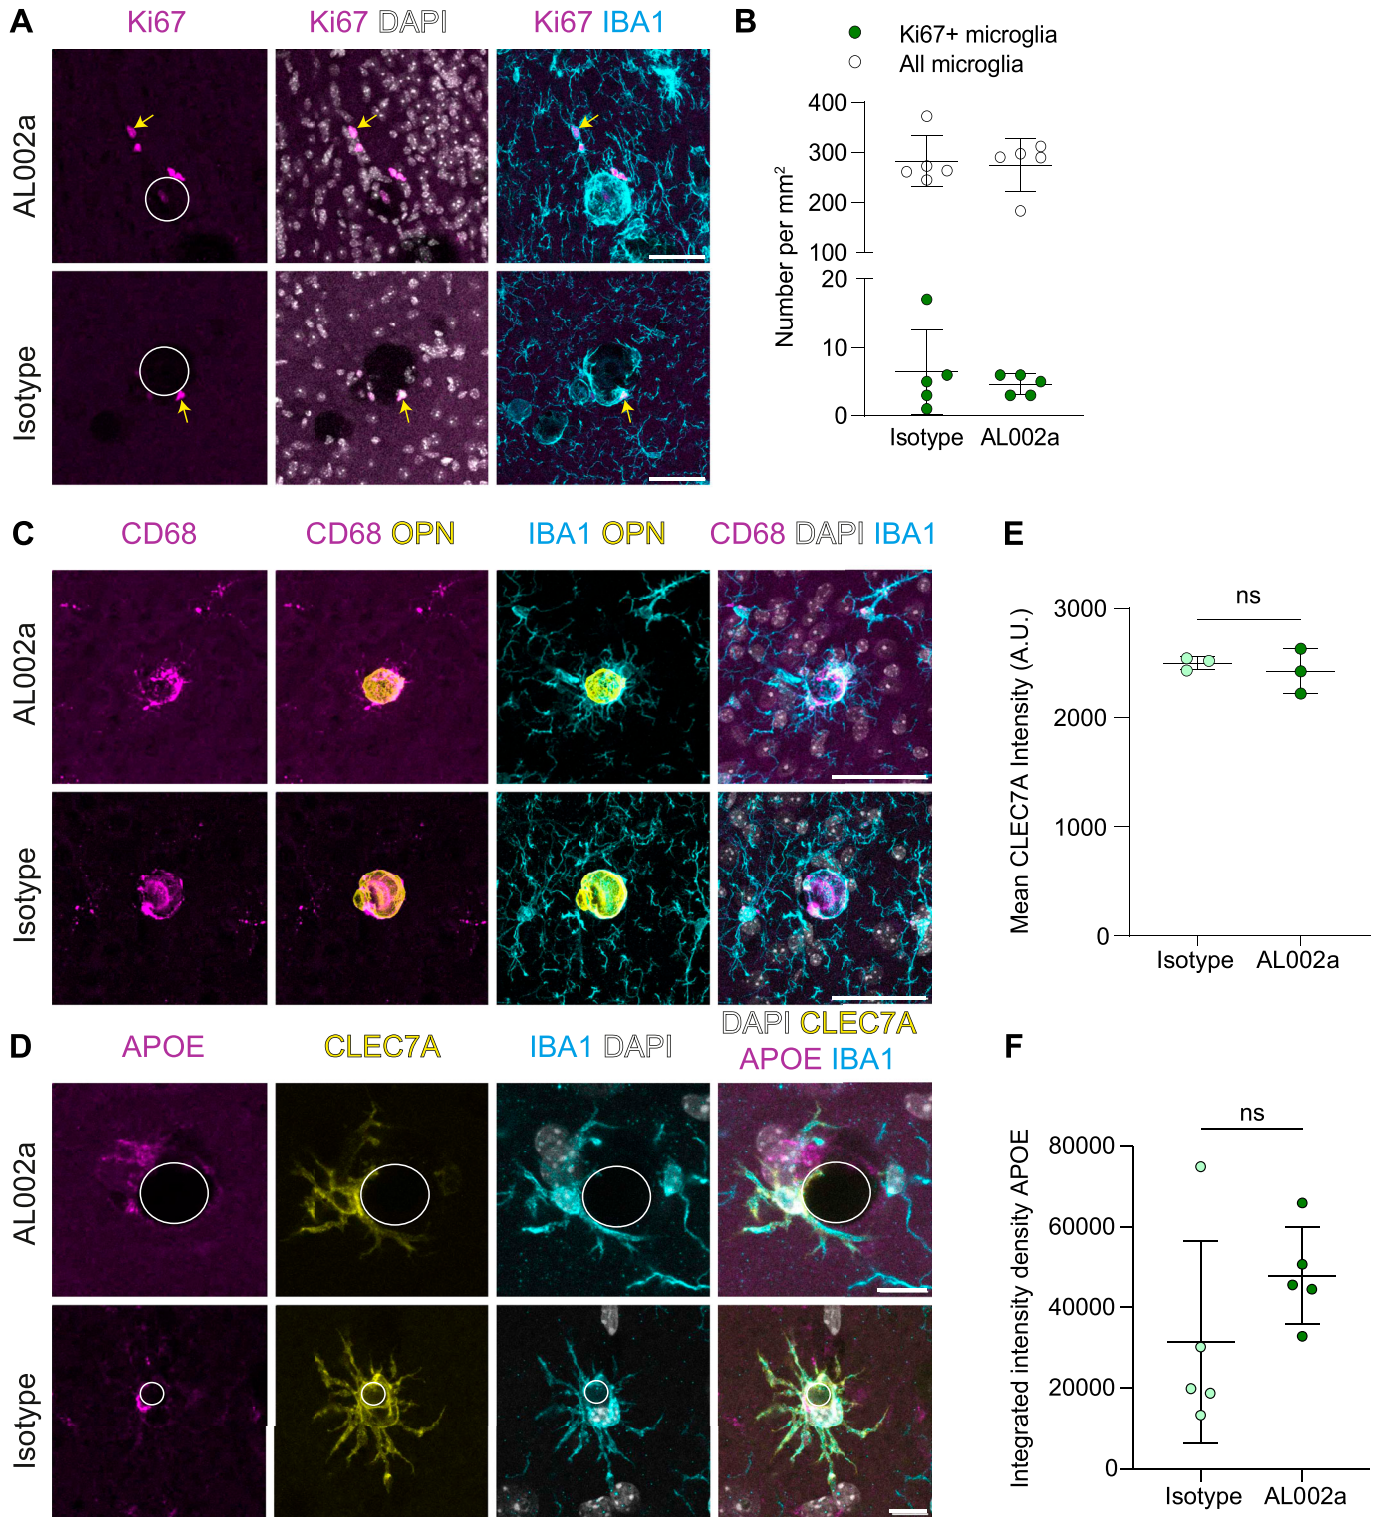 A
Ki67
Ki67 DAPI
Ki67 IBA1
AL002a
Isotype
B
Ki67+ microglia
All microglia
Number per mm2
400
300
200
100
20
10
0
Isotype
AL002a
C
CD68
CD68 OPN
IBA1 OPN
CD68 DAPI IBA1
AL002a
Isotype
E
ns
Mean CLEC7A Intensity (A.U.)
3000
2000
1000
0
Isotype
AL002a
D
APOE
CLEC7A
IBA1 DAPI
DAPI CLEC7A
APOE IBA1
AL002a
Isotype
F
ns
Integrated intensity density APOE
80000
60000
40000
20000
0
Isotype
AL002a